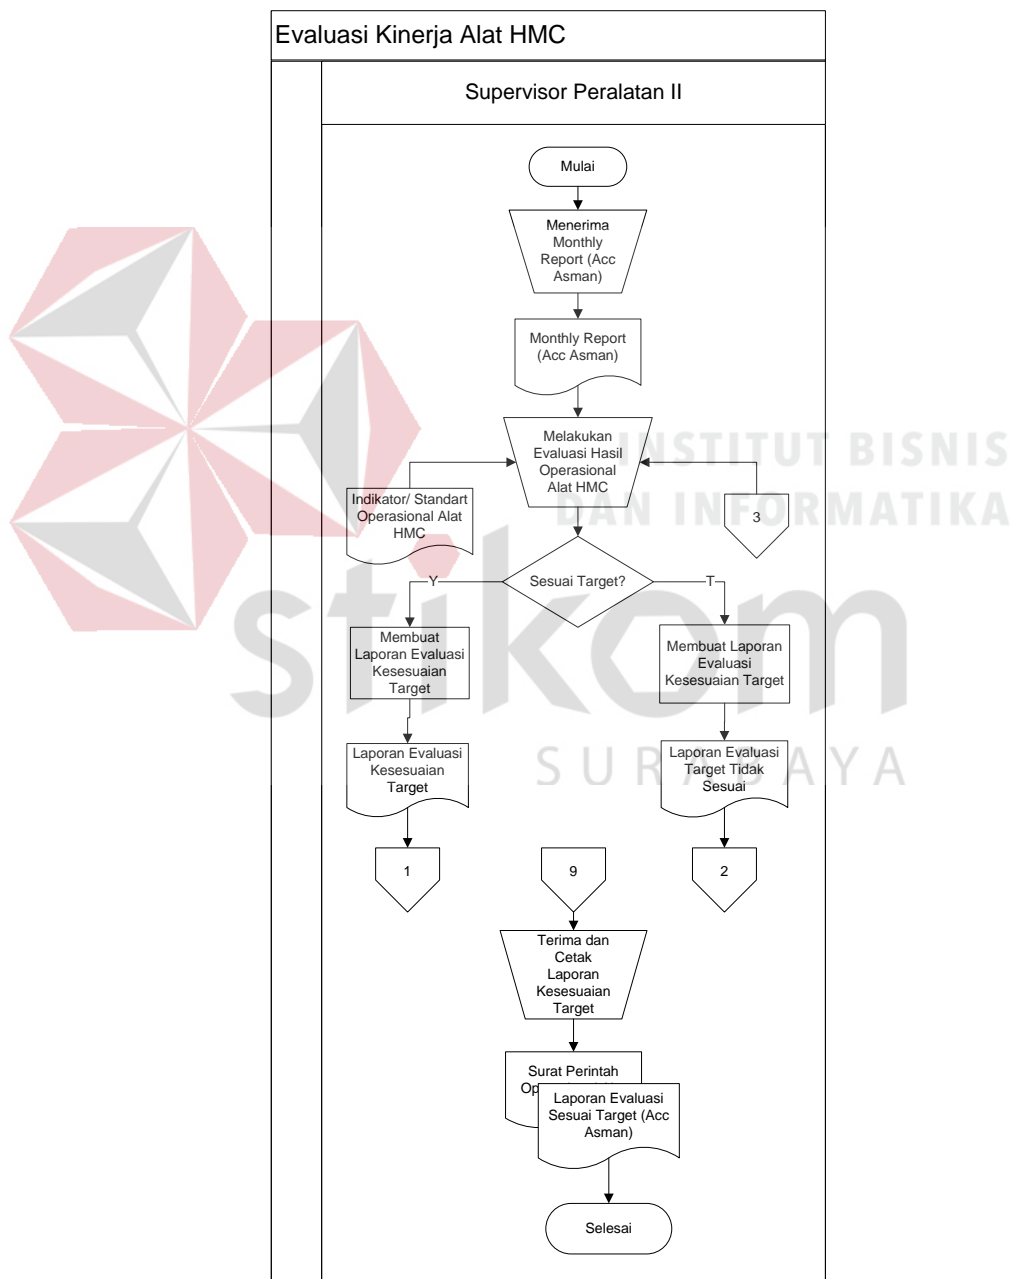 Evaluasi Kinerja Alat HMC
Supervisor Peralatan II
Mulai
Menerima
Monthly
Report (Acc
Asman)
Monthly Report
(Acc Asman)
Melakukan
Evaluasi Hasil
Operasional
Alat HMC
INSTITUT BISNIS
DAN INFORMATIKA
Indikator/ Standart
Operasional Alat
HMC
3
Sesuai Target?
Y
T
stikom
SURABAYA
Membuat
Laporan Evaluasi
Kesesuaian
Target
Membuat Laporan
Evaluasi
Kesesuaian Target
Laporan Evaluasi
Kesesuaian
Target
Laporan Evaluasi
Target Tidak
Sesuai
1
9
2
Terima dan
Cetak
Laporan
Kesesuaian
Target
Surat Perintah
Laporan Evaluasi
Sesuai Target (Acc
Asman)
Selesai